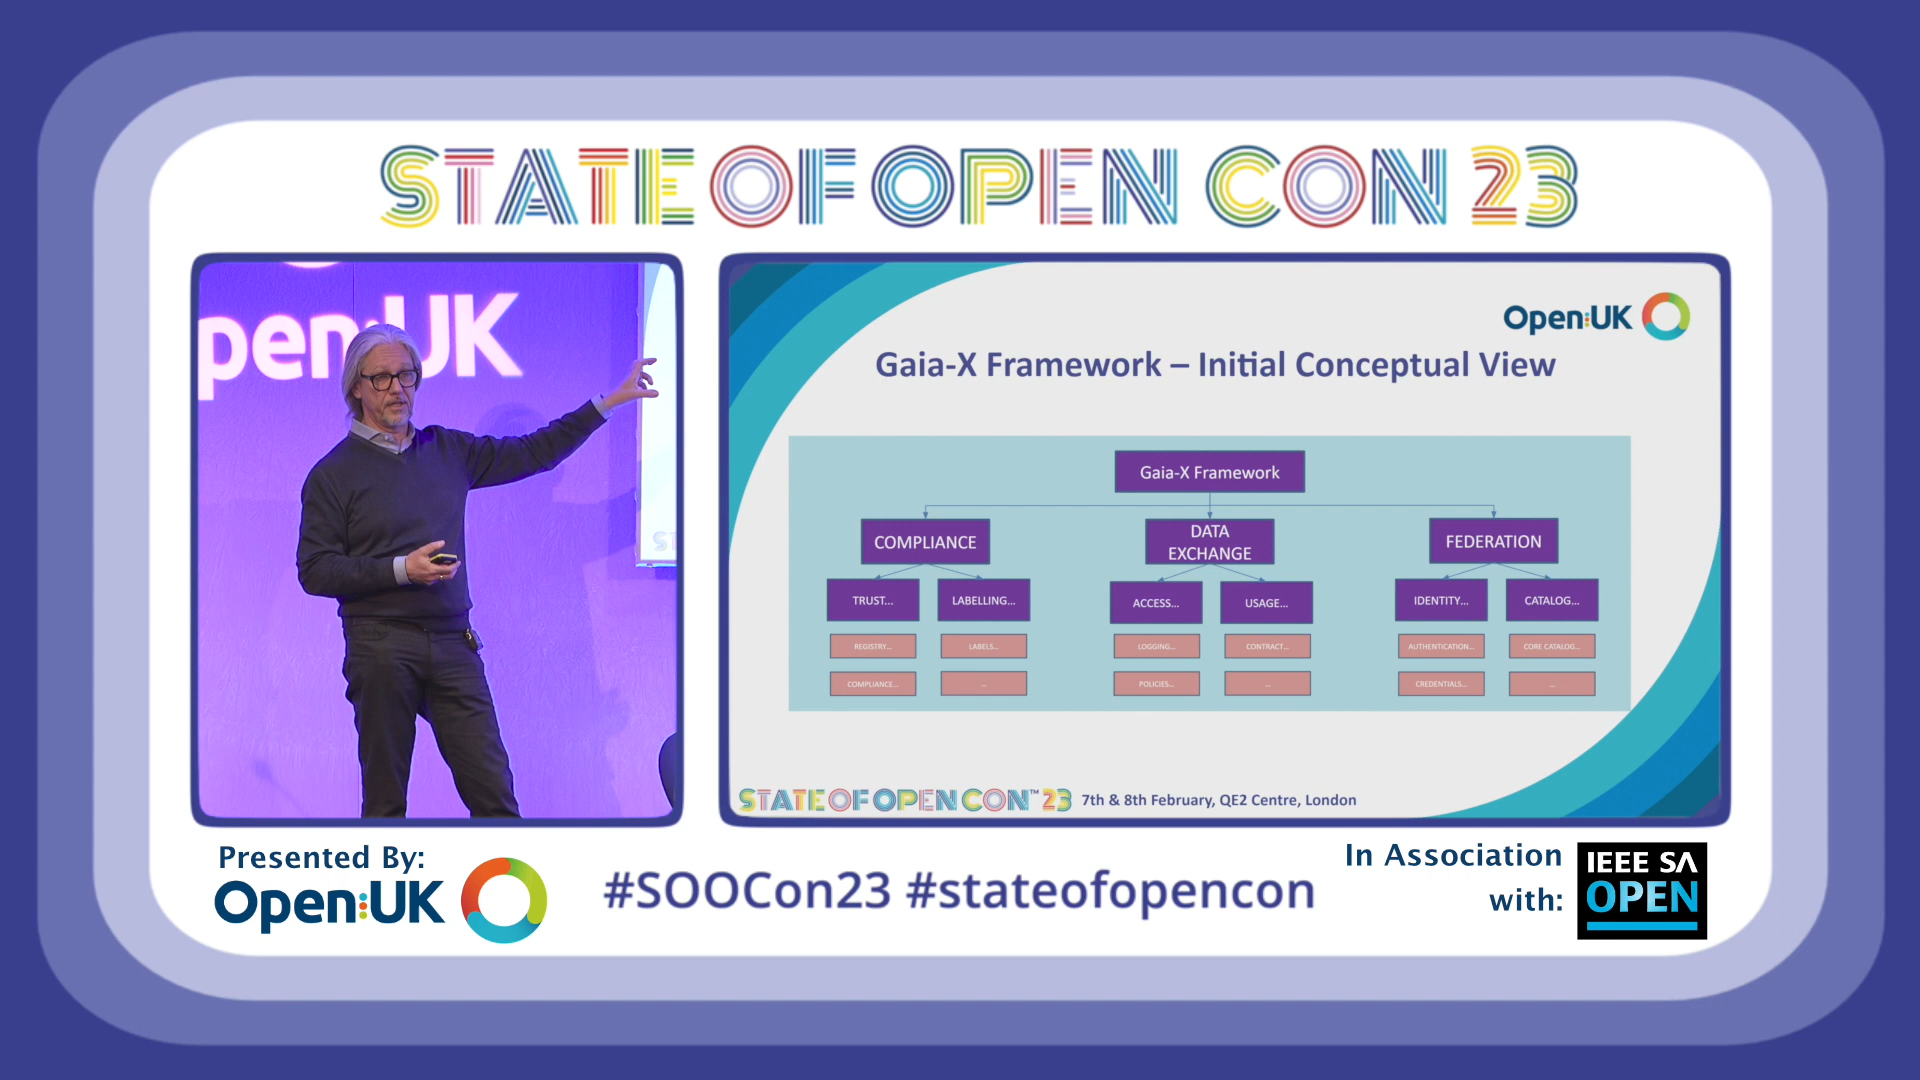 STATE OF OPEN CON 23
pen:UK
ST
Open:UK
Gaia-X Framework – Initial Conceptual View
Gaia-X Framework
COMPLIANCE
DATA
EXCHANGE
FEDERATION
TRUST...
LABELLING...
ACCESS...
USAGE...
IDENTITY...
CATALOG...
REGISTRY...
LABELS...
LOGGING...
CONTRACT...
AUTHENTICATION...
CORE CATALOG...
COMPLIANCE...
...
POLICIES...
...
CREDENTIALS...
...
STATE OF OPEN CON™ 23 7th & 8th February, QE2 Centre, London
Presented By:
Open:UK
#SOOCon23 #stateofopencon
In Association
with:
IEEE SA
OPEN